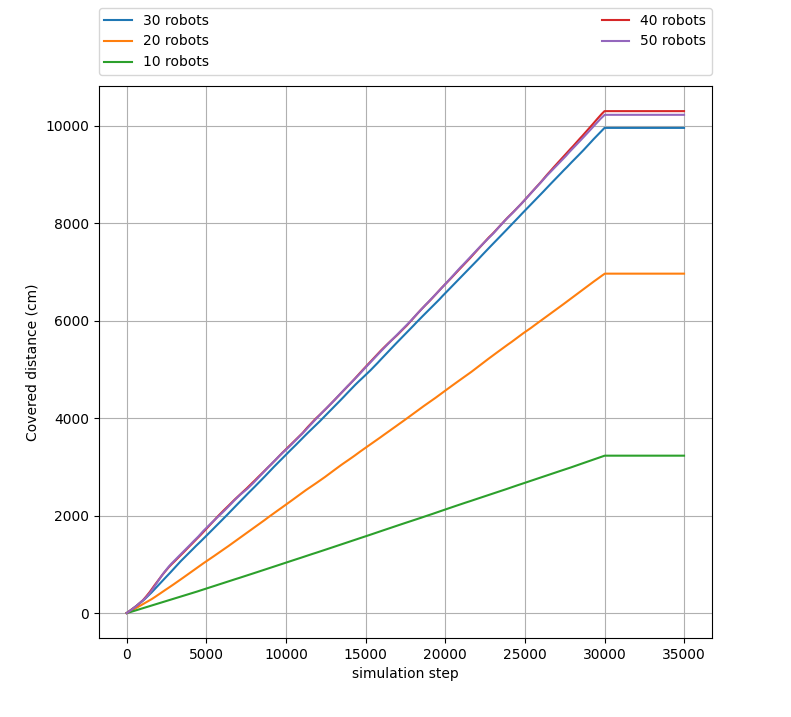 30 robots
20 robots
10 robots
40 robots
50 robots
10000
8000
6000
4000
2000
0
Covered distance (cm)
0 5000 10000 15000 20000 25000 30000 35000
simulation step